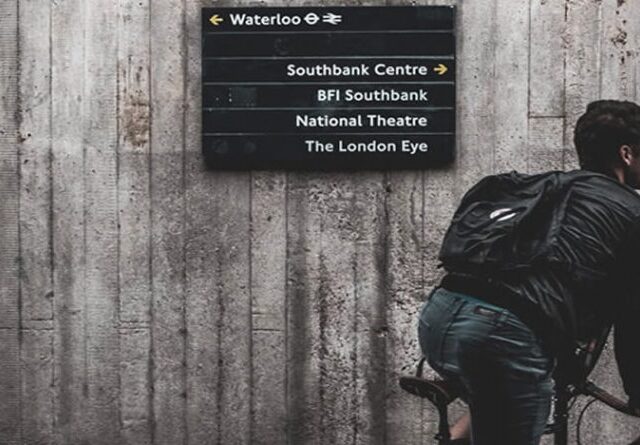 ← Waterloo
Southbank Centre →
BFI Southbank
National Theatre
The London Eye